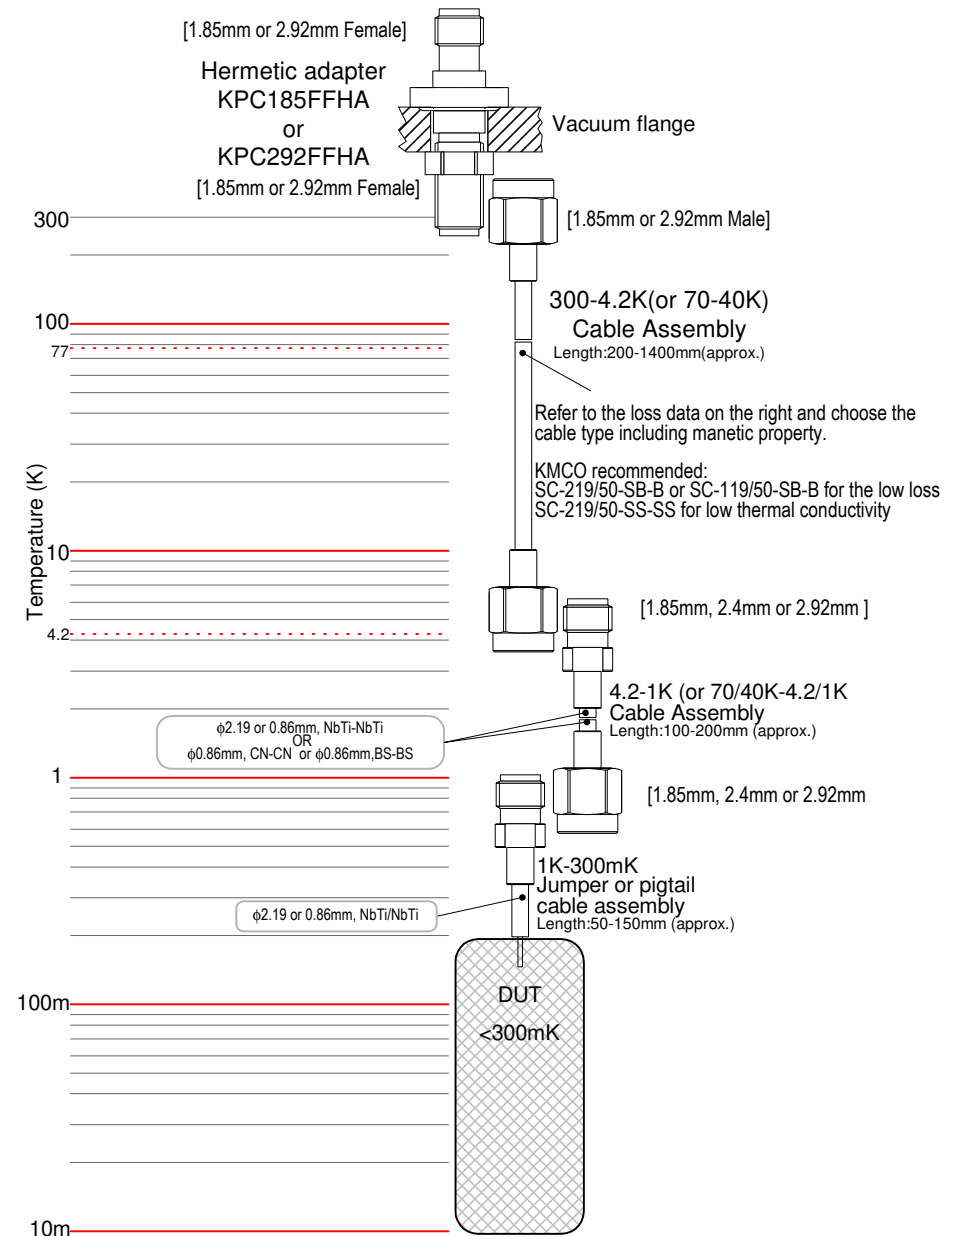 [1.85mm or 2.92mm Female]
Hermetic adapter
KPC185FFHA
or
KPC292FFHA
[1.85mm or 2.92mm Female]
Vacuum flange
[1.85mm or 2.92mm Male]
300
100
77
10
4.2
1
100m
10m
Temperature (K)
300-4.2K(or 70-40K)
Cable Assembly
Length:200-1400mm(approx.)
Refer to the loss data on the right and choose the
cable type including manetic property.
KMCO recommended:
SC-219/50-SB-B or SC-119/50-SB-B for the low loss
SC-219/50-SS-SS for low thermal conductivity
[1.85mm, 2.4mm or 2.92mm ]
4.2-1K (or 70/40K-4.2/1K
Cable Assembly
Length:100-200mm (approx.)
ϕ2.19 or 0.86mm, NbTi-NbTi
OR
ϕ0.86mm, CN-CN or ϕ0.86mm,BS-BS
[1.85mm, 2.4mm or 2.92mm
1K-300mK
Jumper or pigtail
cable assembly
Length:50-150mm (approx.)
ϕ2.19 or 0.86mm, NbTi/NbTi
DUT
<300mK